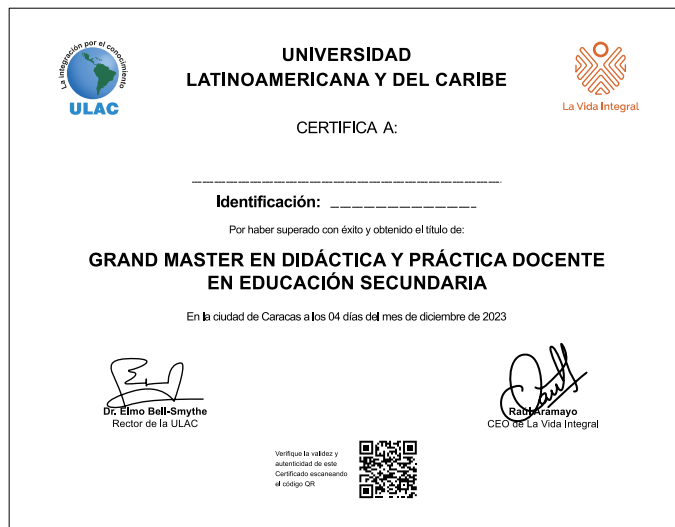 La integración por el conocimiento
ULAC
UNIVERSIDAD
LATINOAMERICANA Y DEL CARIBE
La Vida Integral
CERTIFICA A:
Identificación:
Por haber superado con éxito y obtenido el título de:
GRAND MASTER EN DIDÁCTICA Y PRÁCTICA DOCENTE
EN EDUCACIÓN SECUNDARIA
En la ciudad de Caracas a los 04 días del mes de diciembre de 2023
Dr. Elmo Bell-Smythe
Rector de la ULAC
Raúl Aramayo
CEO de La Vida Integral
Verifique la validez y
autenticidad de este
Certificado escaneando
el código QR